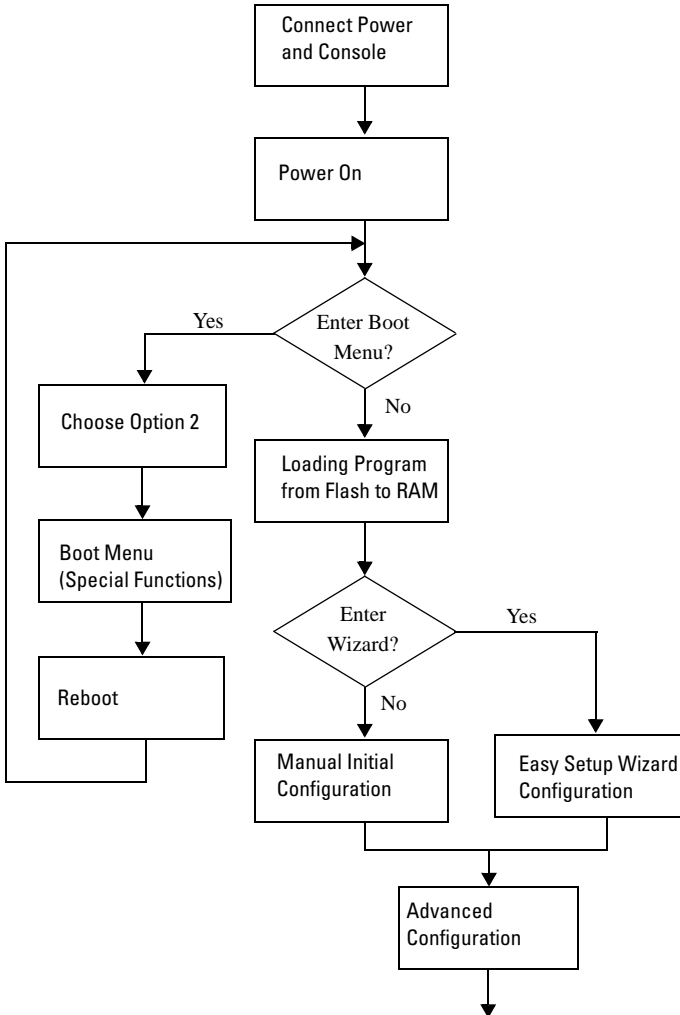 Connect Power
and Console
Power On
Enter Boot
Menu?
Yes
No
Choose Option 2
Loading Program
from Flash to RAM
Boot Menu
(Special Functions)
Enter
Wizard?
Yes
No
Reboot
Manual Initial
Configuration
Easy Setup Wizard
Configuration
Advanced
Configuration